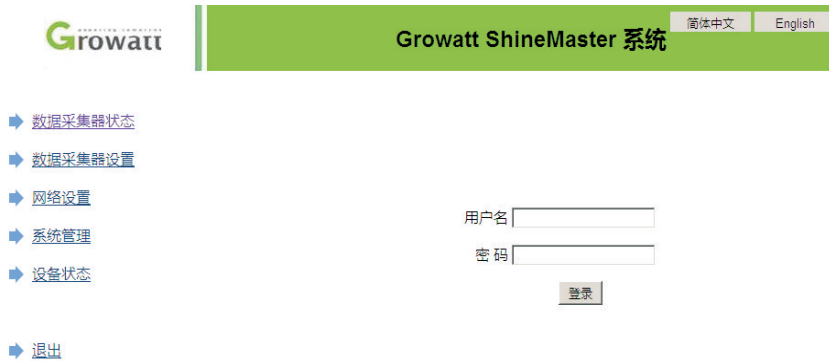 Growatt
Growatt ShineMaster 系统
简体中文 English
数据采集器状态
数据采集器设置
网络设置
系统管理
设备状态
退出
用户名
密 码
登录